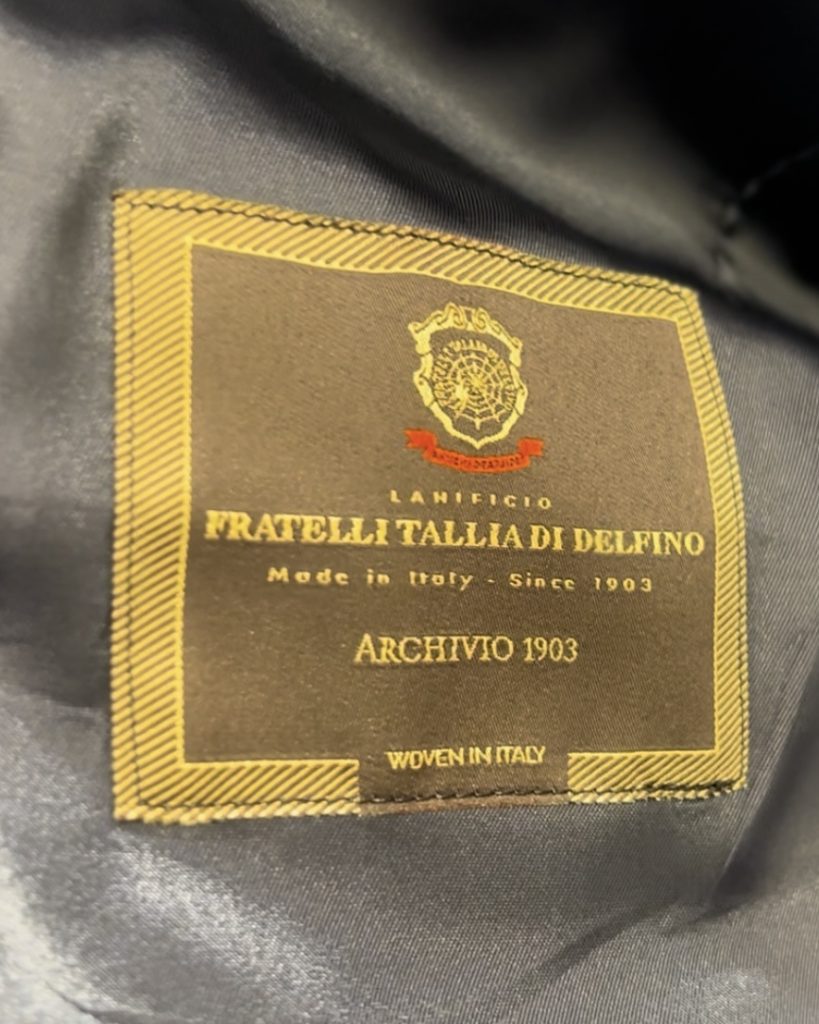 LANIFICIO
FRATELLI TALLIA DI DELFINO
Made in Italy - Since 1903
ARCHIVIO 1903
WOVEN IN ITALY